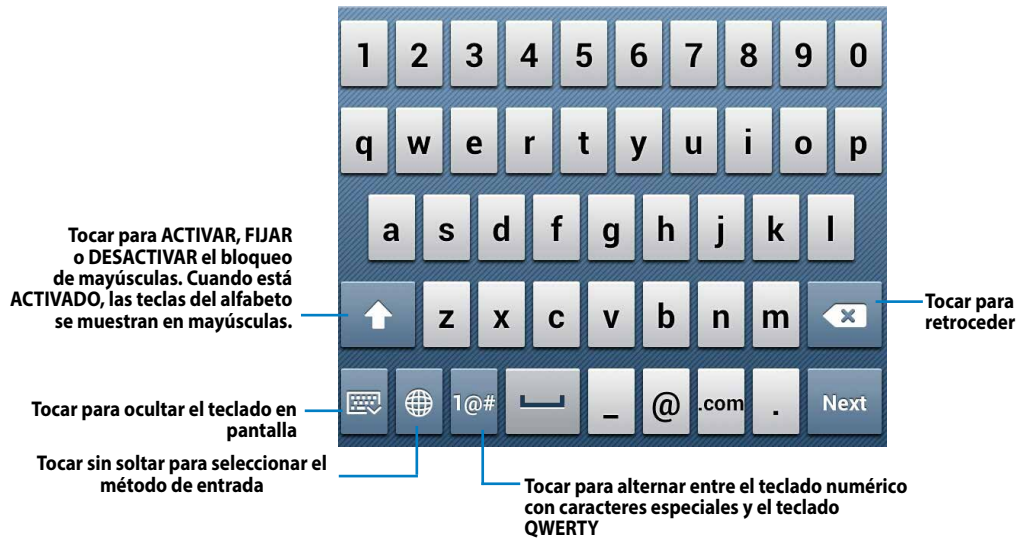 1 2 3 4 5 6 7 8 9 0
q w e r t y u i o p
a s d f g h j k l
Tocar para ACTIVAR, FIJAR
o DESACTIVAR el bloqueo
de mayúsculas. Cuando está
ACTIVADO, las teclas del alfabeto
se muestran en mayúsculas.
z x c v b n m
Tocar para
retroceder
1@# _ @ .com . Next
Tocar para ocultar el teclado en
pantalla
Tocar sin soltar para seleccionar el
método de entrada
Tocar para alternar entre el teclado numérico
con caracteres especiales y el teclado
QWERTY